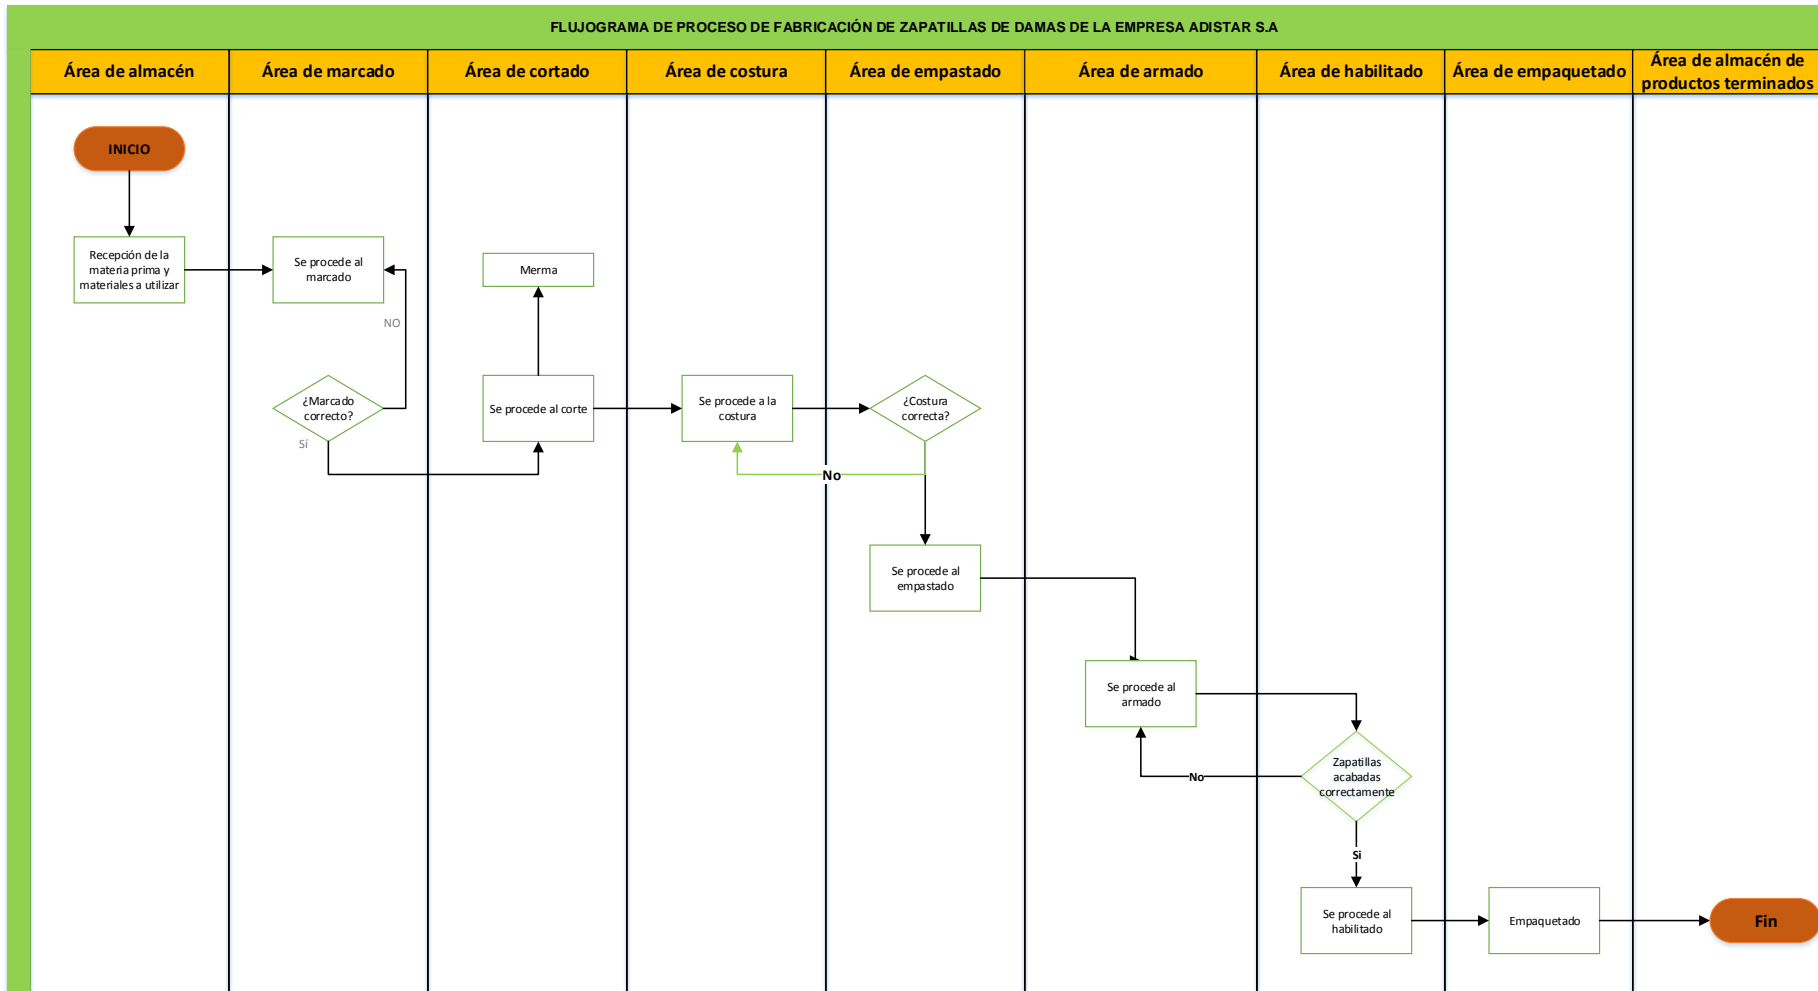 FLUJOGRAMA DE PROCESO DE FABRICACIÓN DE ZAPATILLAS DE DAMAS DE LA EMPRESA ADISTAR S.A
Área de almacén
Área de marcado
Área de cortado
Área de costura
Área de empastado
Área de armado
Área de habilitado
Área de empaquetado
Área de almacén de
productos terminados
INICIO
Recepción de la
materia prima y
materiales a utilizar
Se procede al
marcado
Merma
NO
¿Marcado
correcto?
Sí
Se procede al corte
Se procede a la
costura
¿Costura
correcta?
No
Se procede al
empastado
Se procede al
armado
Zapatillas
acabadas
correctamente
No
Si
Se procede al
habilitado
Empaquetado
Fin